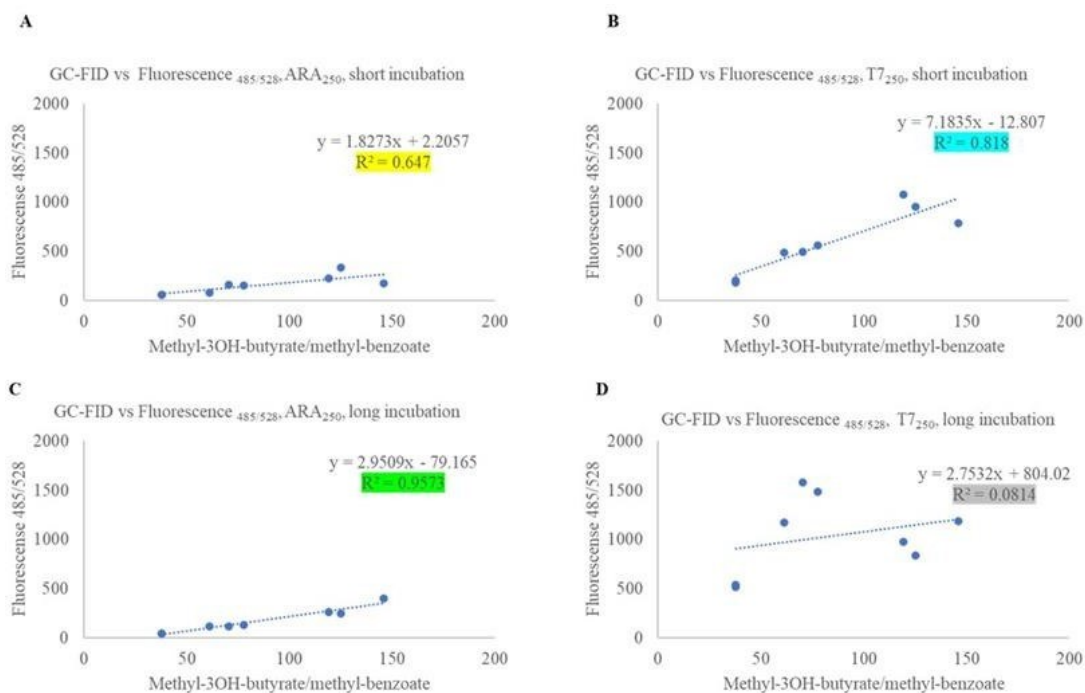 A
GC-FID vs Fluorescence 485/528, ARA250, short incubation
Fluorescense 485/528
2000
1500
1000
500
0
y = 1.8273x + 2.2057
R² = 0.647
0 50 100 150 200
Methyl-3OH-butyrate/methyl-benzoate
B
GC-FID vs Fluorescence 485/528, T7250, short incubation
Fluorescense 485/528
2000
1500
1000
500
0
y = 7.1835x - 12.807
R² = 0.818
0 50 100 150 200
Methyl-3OH-butyrate/methyl-benzoate
C
GC-FID vs Fluorescence 485/528, ARA250, long incubation
Fluorescense 485/528
2000
1500
1000
500
0
y = 2.9509x - 79.165
R² = 0.9573
0 50 100 150 200
Methyl-3OH-butyrate/methyl-benzoate
D
GC-FID vs Fluorescence 485/528, T7250, long incubation
Fluorescense 485/528
2000
1500
1000
500
0
y = 2.7532x + 804.02
R² = 0.0814
0 50 100 150 200
Methyl-3OH-butyrate/methyl-benzoate